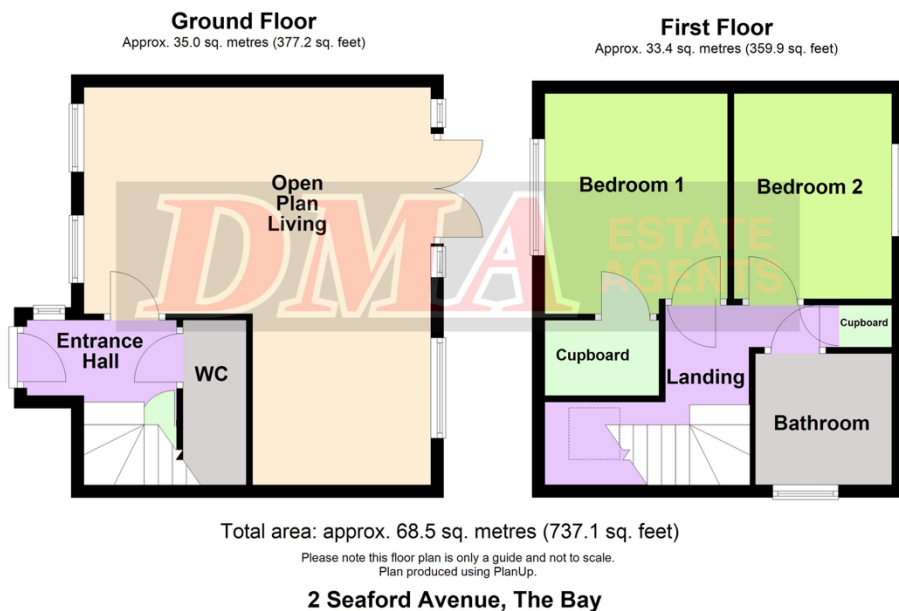 Ground Floor
Approx. 35.0 sq. metres (377.2 sq. feet)
First Floor
Approx. 33.4 sq. metres (359.9 sq. feet)
Open
Plan
Living
Bedroom 1
Bedroom 2
DMA
ESTATE
AGENTS
Entrance
Hall
WC
Cupboard
Cupboard
Landing
Bathroom
Total area: approx. 68.5 sq. metres (737.1 sq. feet)
Please note this floor plan is only a guide and not to scale.
Plan produced using PlanUp.
2 Seaford Avenue, The Bay